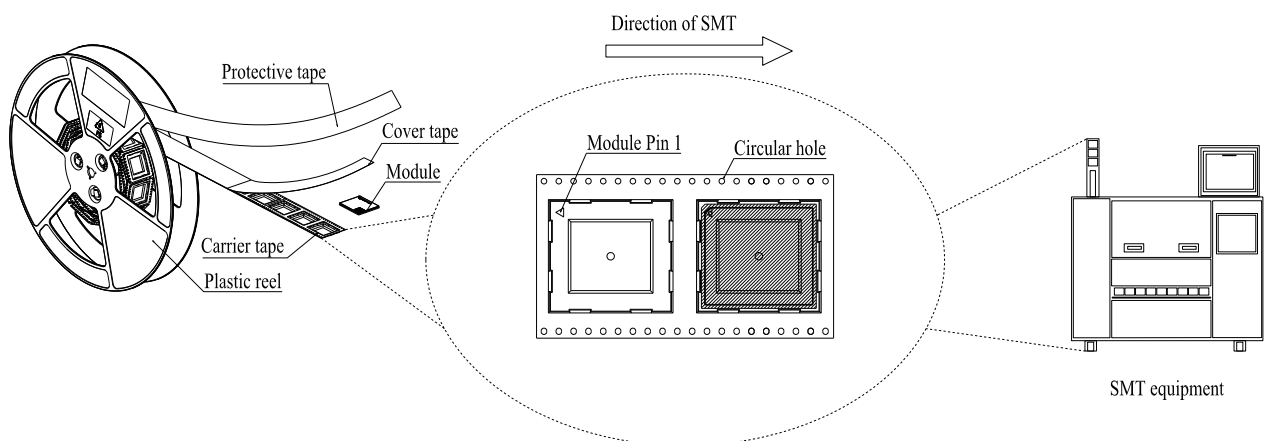 Direction of SMT
Protective tape
Cover tape
Module
Module Pin 1
Circular hole
Carrier tape
Plastic reel
SMT equipment